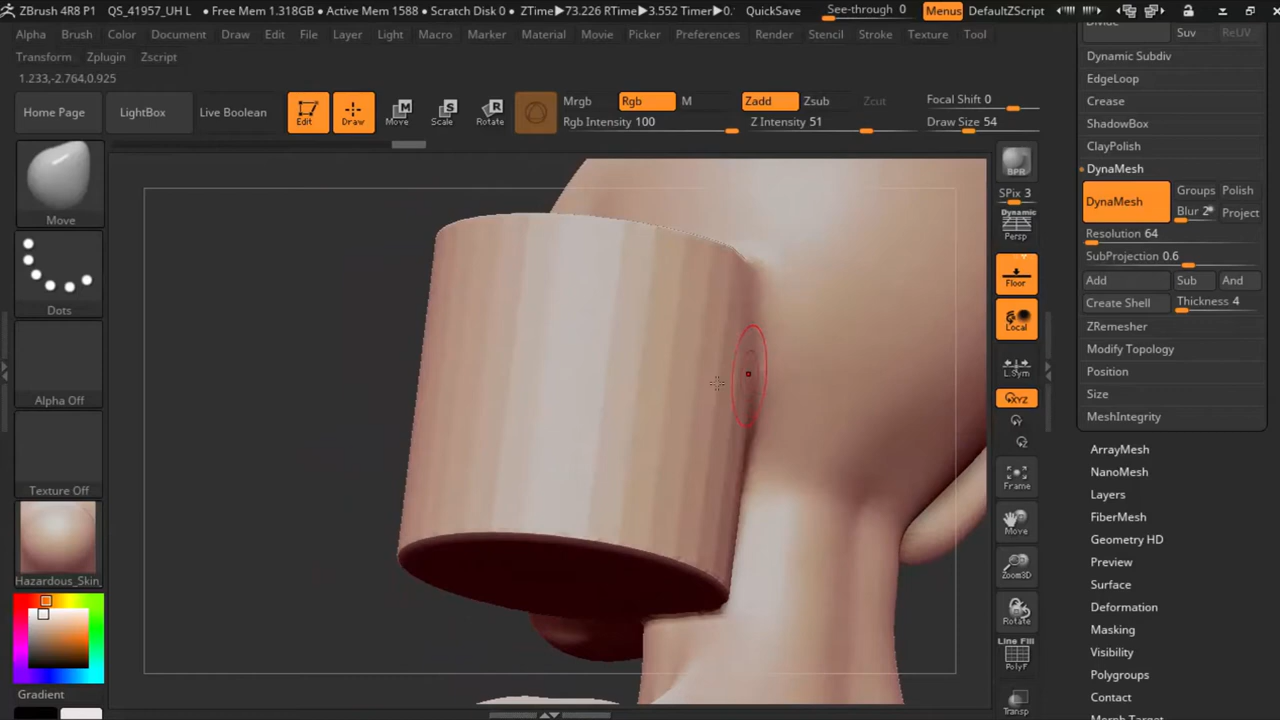 ZBrush 4R8 P1 QS_41957_UH L • Free Mem 1.318GB • Active Mem 1588 • Scratch Disk 0 • ZTime▶73.226 RTime▶3.552 Timer▶0. QuickSave See-through 0 Menus DefaultZScript
Alpha Brush Color Document Draw Edit File Layer Light Macro Marker Material Movie Picker Preferences Render Stencil Stroke Texture Tool
Transform Zplugin Zscript
1.233,-2.764,0.925
Home Page LightBox Live Boolean Edit Draw Move Scale Rotate
Mrgb Rgb M Zadd Zsub Zcut Focal Shift 0
Rgb Intensity 100 Z Intensity 51 Draw Size 54
Move
Dots
Alpha Off
Texture Off
Hazardous_Skin_
Gradient
BPR
SPix 3
Dynamic
Persp
Floor
Local
L.Sym
XYZ
Frame
Move
Zoom3D
Rotate
Line Fill
PolyF
Transp
Divide Suv ReUV
Dynamic Subdiv
EdgeLoop
Crease
ShadowBox
ClayPolish
DynaMesh
DynaMesh Groups Polish
Blur 2 Project
Resolution 64
SubProjection 0.6
Add Sub And
Create Shell Thickness 4
ZRemesher
Modify Topology
Position
Size
MeshIntegrity
ArrayMesh
NanoMesh
Layers
FiberMesh
Geometry HD
Preview
Surface
Deformation
Masking
Visibility
Polygroups
Contact
Morph Target